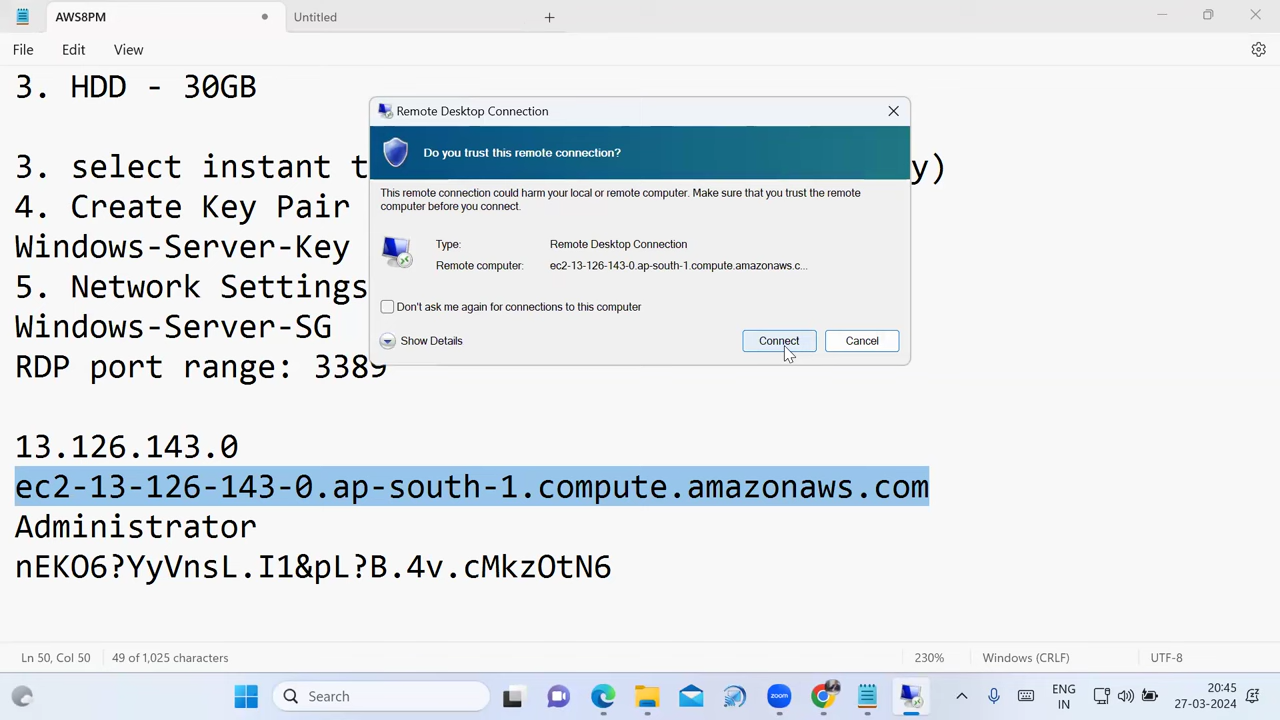 AWS8PM
Untitled
File Edit View
3. HDD - 30GB
Remote Desktop Connection
Do you trust this remote connection?
This remote connection could harm your local or remote computer. Make sure that you trust the remote
computer before you connect.
Type: Remote Desktop Connection
Remote computer: ec2-13-126-143-0.ap-south-1.compute.amazonaws.c...
Don't ask me again for connections to this computer
Show Details
Connect
Cancel
3. select instant t y)
4. Create Key Pair
Windows-Server-Key
5. Network Settings
Windows-Server-SG
RDP port range: 3389
13.126.143.0
ec2-13-126-143-0.ap-south-1.compute.amazonaws.com
Administrator
nEKO6?YyVnsL.I1&pL?B.4v.cMkzOtN6
Ln 50, Col 50
49 of 1,025 characters
230%
Windows (CRLF)
UTF-8
Search
zoom
ENG
IN
20:45
27-03-2024